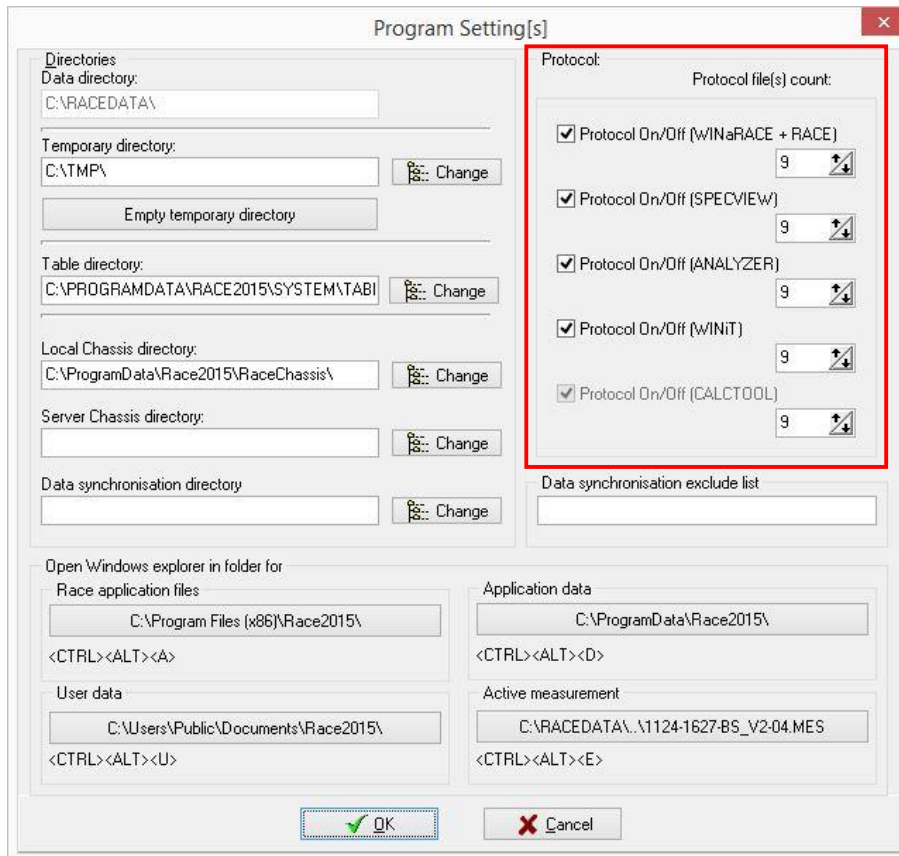 Program Setting[s]
Directories
Data directory:
C:\RACEDATA\
Temporary directory:
C:\TMP\
Change
Empty temporary directory
Table directory:
C:\PROGRAMDATA\RACE2015\SYSTEM\TABI
Change
Local Chassis directory:
C:\ProgramData\Race2015\RaceChassis\
Change
Server Chassis directory:
Change
Data synchronisation directory
Change
Protocol:
Protocol file(s) count:
Protocol On/Off (WINaRACE + RACE)
9
Protocol On/Off (SPECVIEW)
9
Protocol On/Off (ANALYZER)
9
Protocol On/Off (WINiT)
9
Protocol On/Off (CALCTOOL)
9
Data synchronisation exclude list
Open Windows explorer in folder for
Race application files
C:\Program Files (x86)\Race2015\
<CTRL><ALT><A>
Application data
C:\ProgramData\Race2015\
<CTRL><ALT><D>
User data
C:\Users\Public\Documents\Race2015\
<CTRL><ALT><U>
Active measurement
C:\RACEDATA\..\1124-1627-BS_V2-04.MES
<CTRL><ALT><E>
OK
Cancel